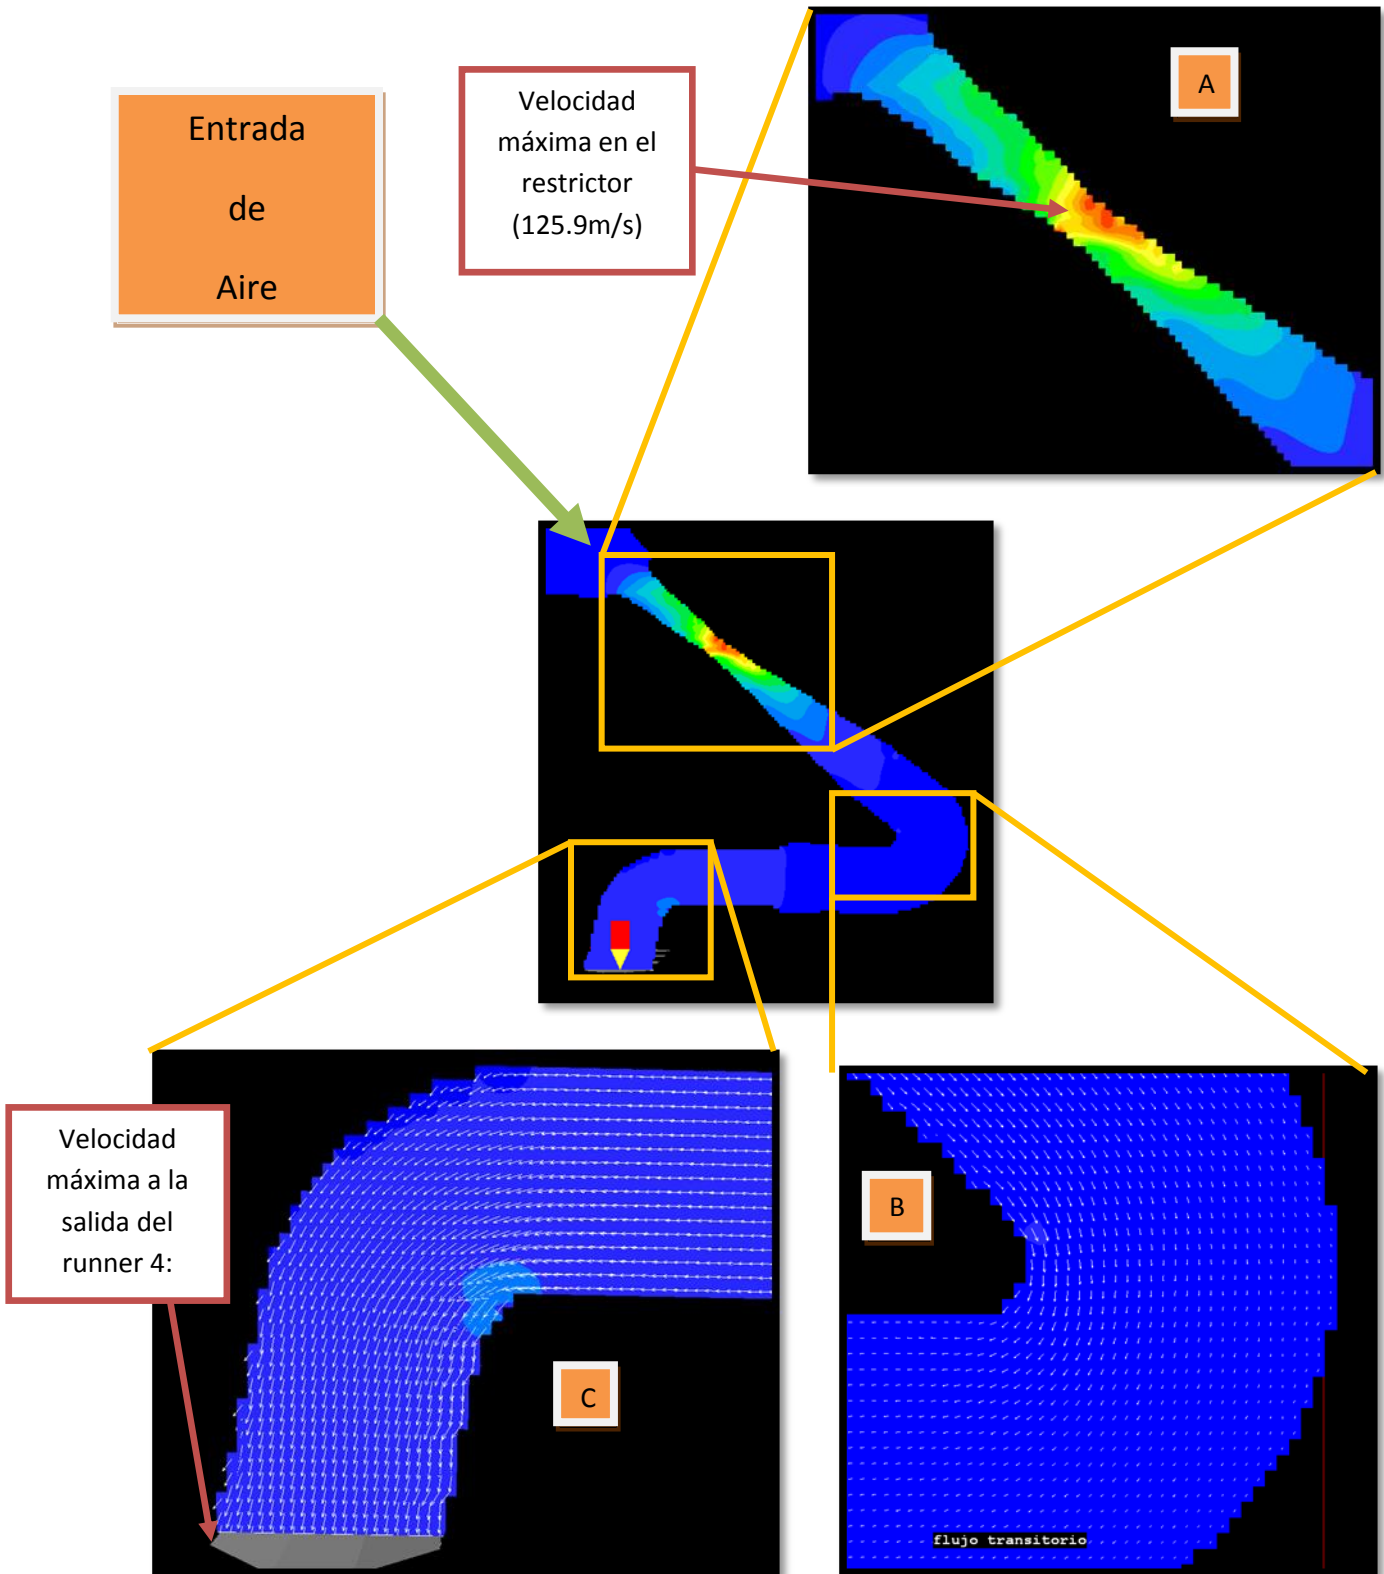 Entrada
de
Aire
Velocidad
máxima en el
restrictor
(125.9m/s)
A
Velocidad
máxima a la
salida del
runner 4:
C
B
flujo transitorio